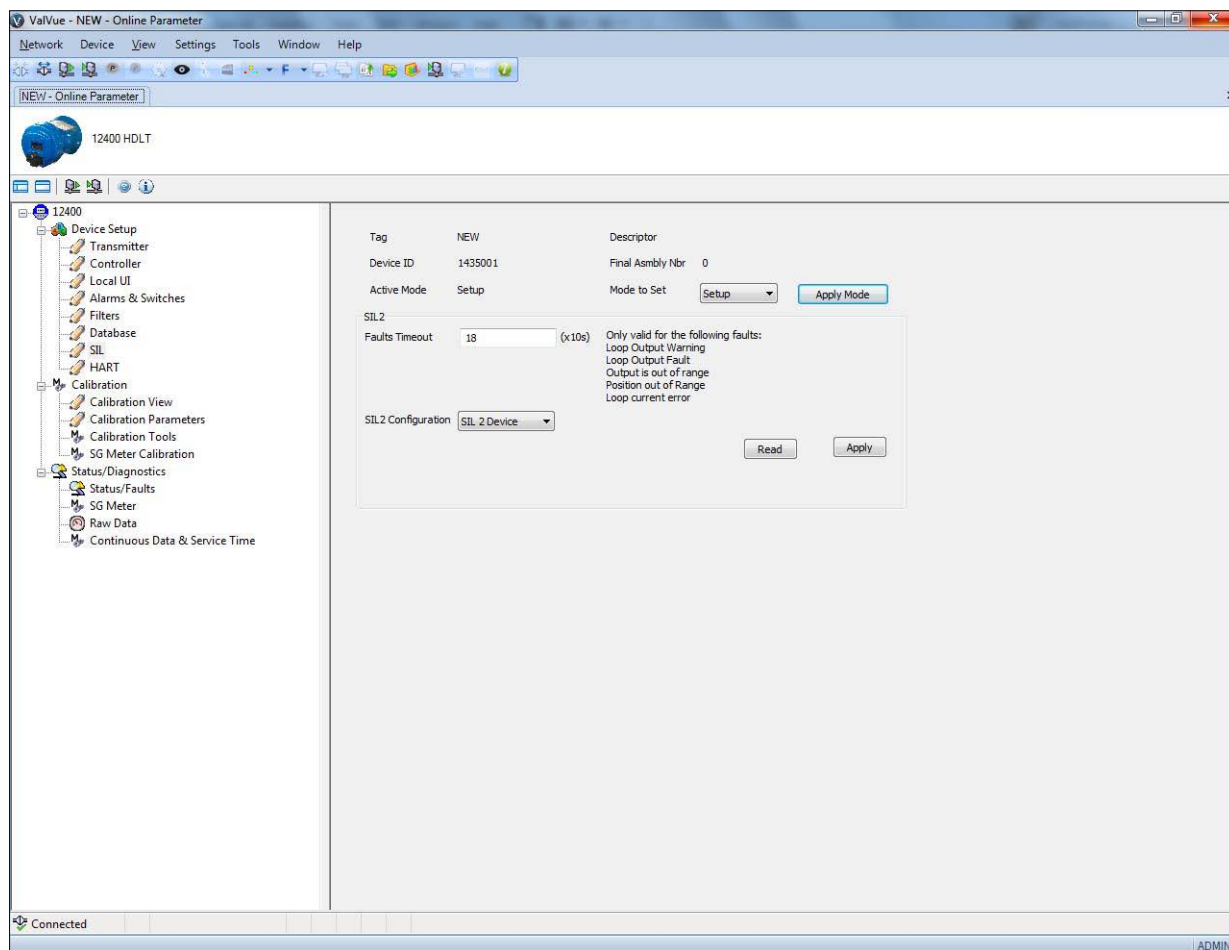 ValVue - NEW - Online Parameter
Network Device View Settings Tools Window Help
F
NEW - Online Parameter
12400 HDLT
12400
Device Setup
Transmitter
Controller
Local UI
Alarms & Switches
Filters
Database
SIL
HART
Calibration
Calibration View
Calibration Parameters
Calibration Tools
SG Meter Calibration
Status/Diagnostics
Status/Faults
SG Meter
Raw Data
Continuous Data & Service Time
Tag NEW Descriptor
Device ID 1435001 Final Asmbly Nbr 0
Active Mode Setup Mode to Set Setup Apply Mode
SIL2
Faults Timeout 18 (x10s)
Only valid for the following faults:
Loop Output Warning
Loop Output Fault
Output is out of range
Position out of Range
Loop current error
SIL2 Configuration SIL 2 Device
Read Apply
Connected
ADMIN